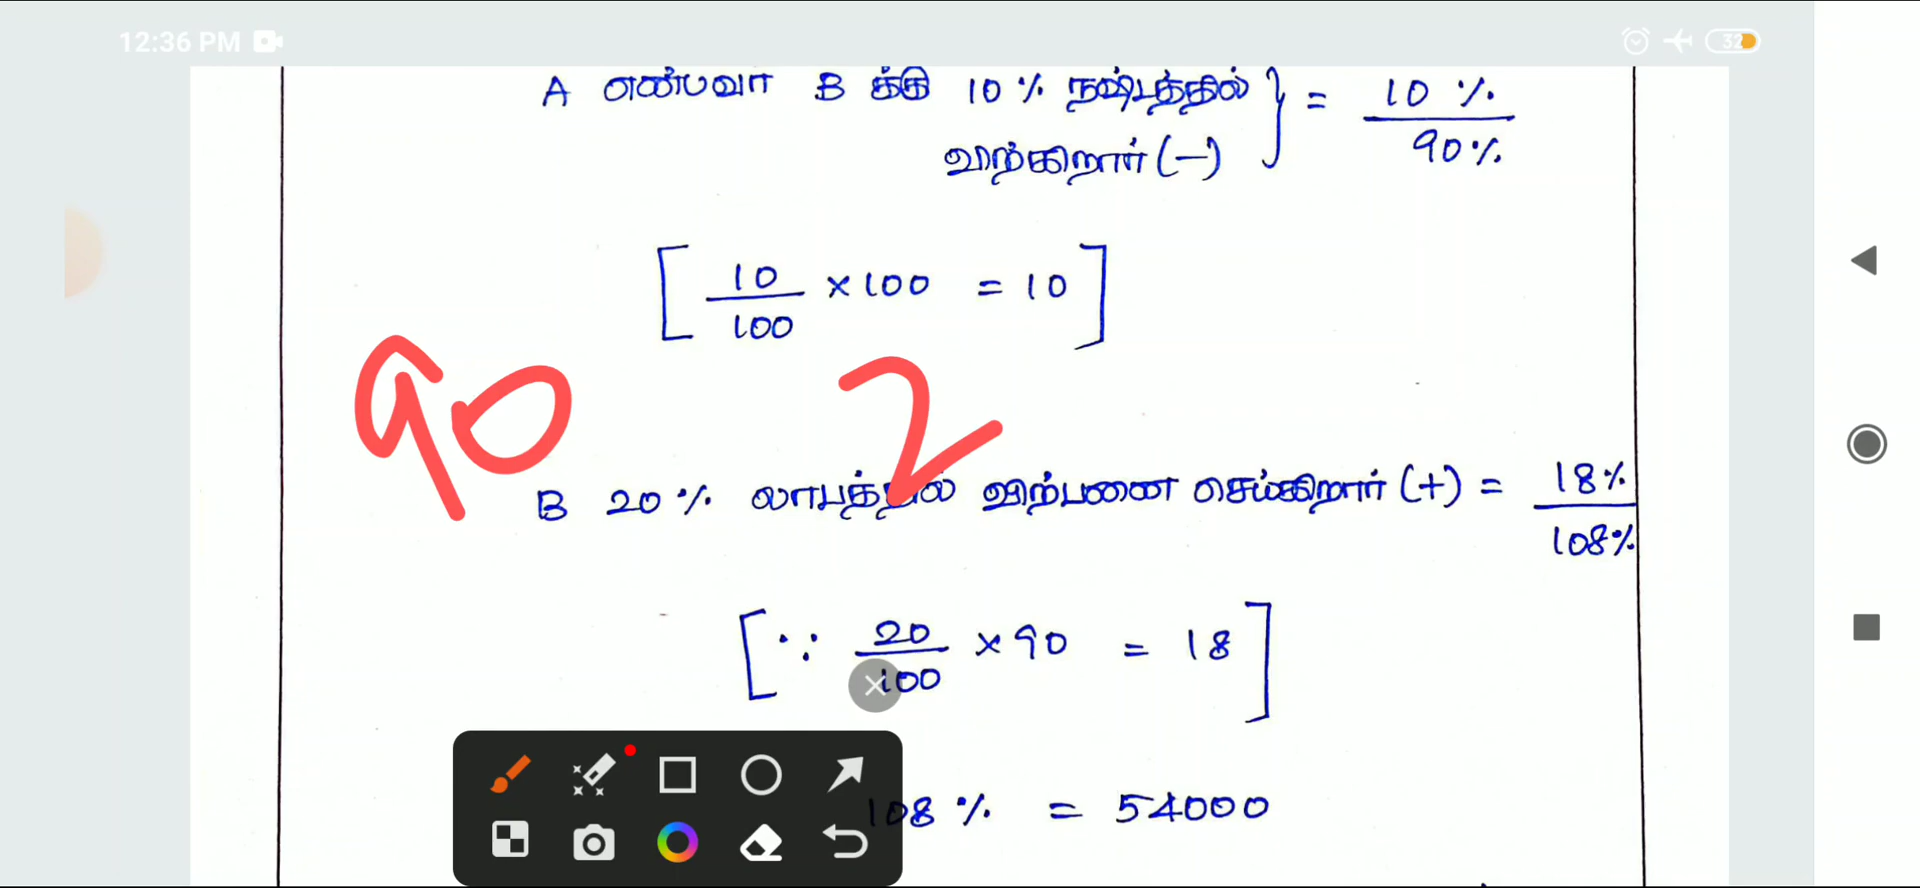 12:36 PM
32
A என்பவர் B க்கு 10 % நஷ்டத்தில் } = 10 % / 90 %
விற்கிறார் (-)
[ 10/100 × 100 = 10 ]
90 2
B 20 % லாபத்தில் விற்பனை செய்கிறார் (+) = 18 % / 108 %
[ ∵ 20/100 × 90 = 18 ]
108 % = 54000